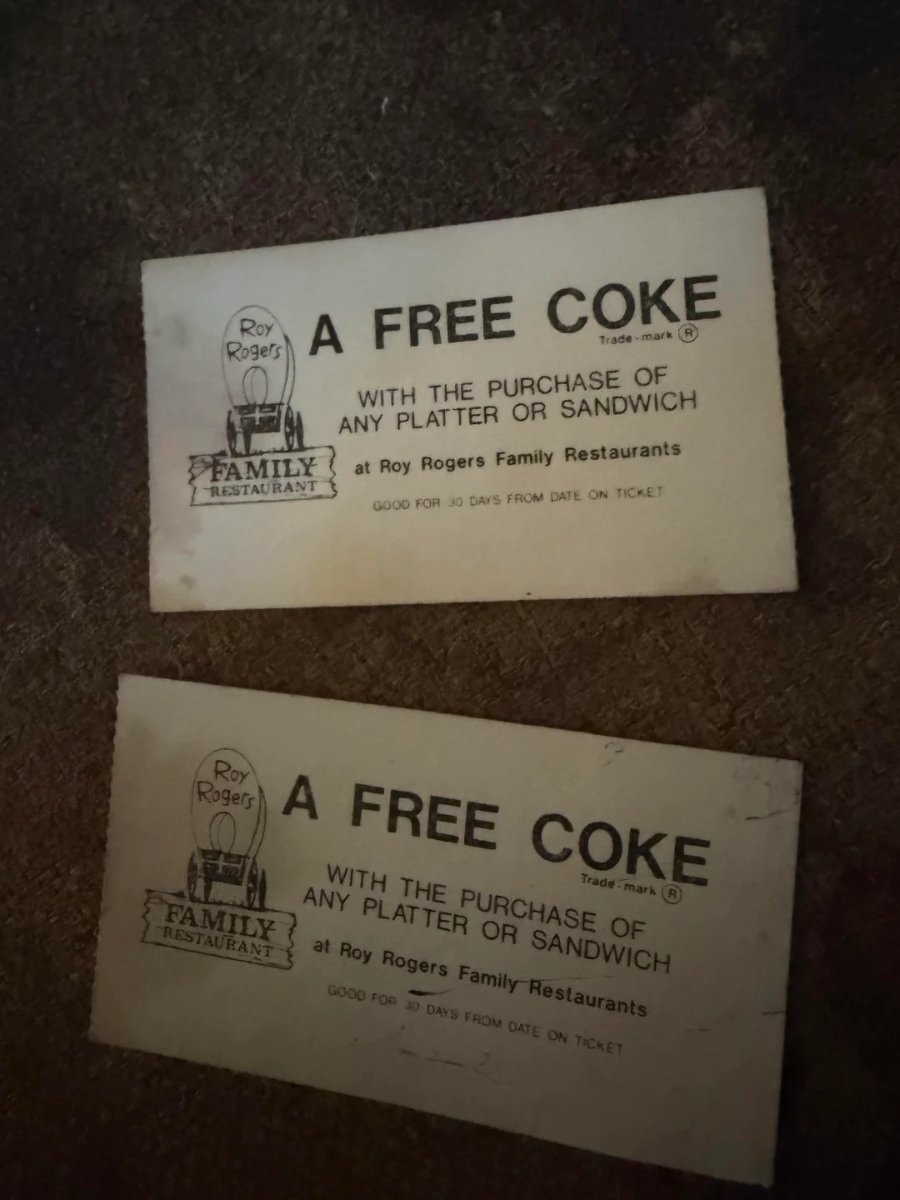 Roy
Rogers
FAMILY
RESTAURANT
A FREE COKE
Trade-mark ®
WITH THE PURCHASE OF
ANY PLATTER OR SANDWICH
at Roy Rogers Family Restaurants
GOOD FOR 30 DAYS FROM DATE ON TICKET
Roy
Rogers
FAMILY
RESTAURANT
A FREE COKE
Trade-mark ®
WITH THE PURCHASE OF
ANY PLATTER OR SANDWICH
at Roy Rogers Family Restaurants
GOOD FOR 30 DAYS FROM DATE ON TICKET